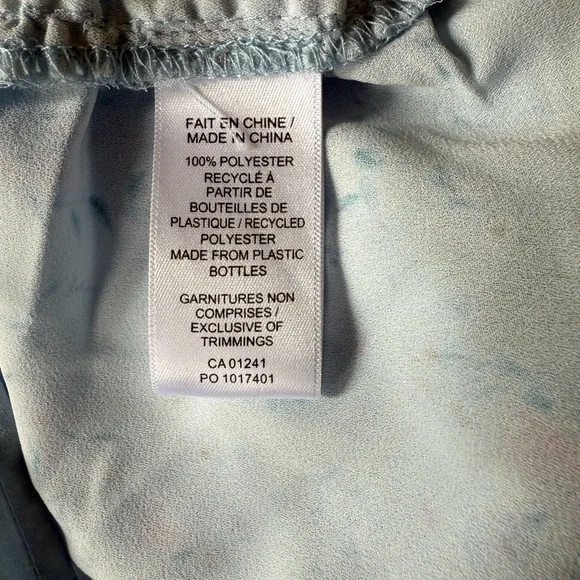 FAIT EN CHINE /
MADE IN CHINA
100% POLYESTER
RECYCLÉ À
PARTIR DE
BOUTEILLES DE
PLASTIQUE / RECYCLED
POLYESTER
MADE FROM PLASTIC
BOTTLES
GARNITURES NON
COMPRISES /
EXCLUSIVE OF
TRIMMINGS
CA 01241
PO 1017401